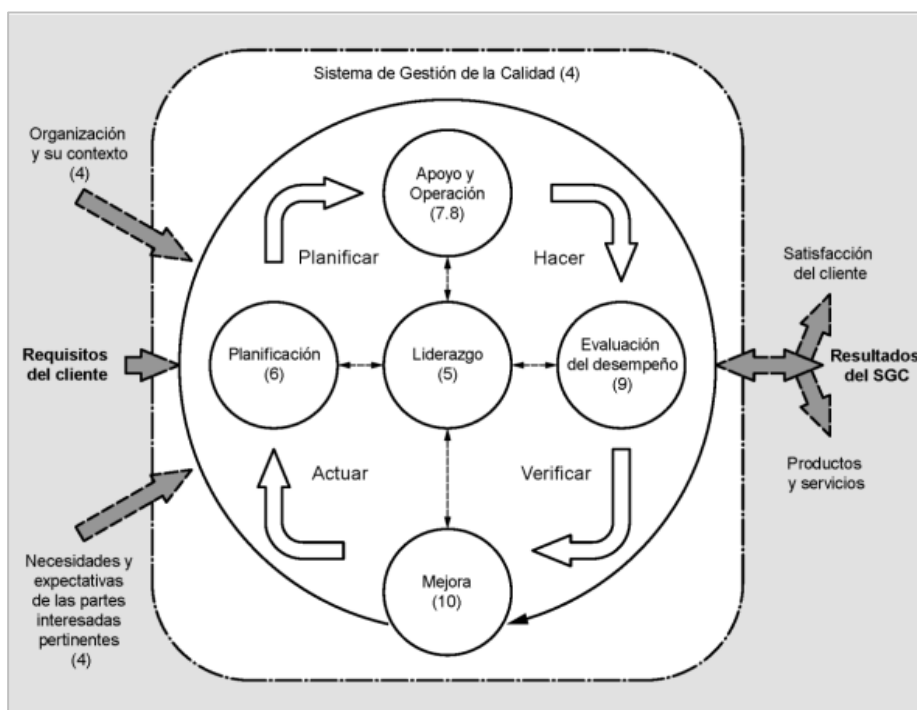 Sistema de Gestión de la Calidad (4)
Organización
y su contexto
(4)
Apoyo y
Operación
(7.8)
Planificar
Hacer
Satisfacción
del cliente
Requisitos
del cliente
Planificación
(6)
Liderazgo
(5)
Evaluación
del desempeño
(9)
Resultados
del SGC
Actuar
Verificar
Productos
y servicios
Necesidades y
expectativas
de las partes
interesadas
pertinentes
(4)
Mejora
(10)